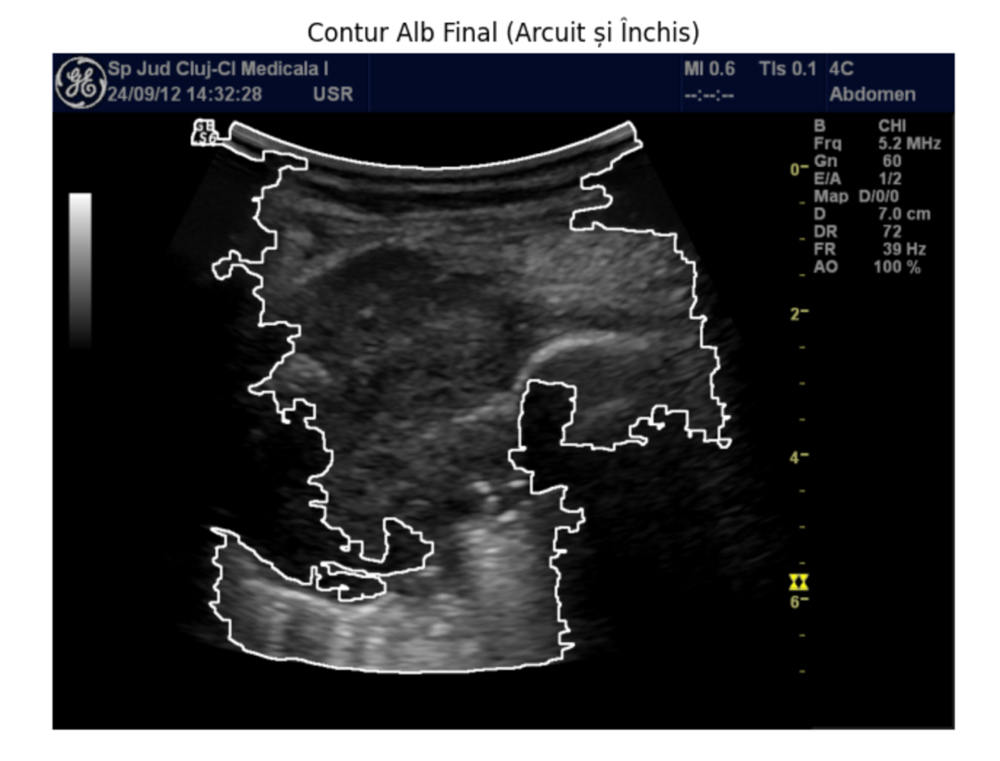 Contur Alb Final (Arcuit și Închis)
Sp Jud Cluj-Cl Medicala I
24/09/12 14:32:28 USR
MI 0.6 TIs 0.1 4C
--:--:-- Abdomen
B CHI
Frq 5.2 MHz
Gn 60
E/A 1/2
Map D/0/0
D 7.0 cm
DR 72
FR 39 Hz
AO 100 %
0
2
4
6